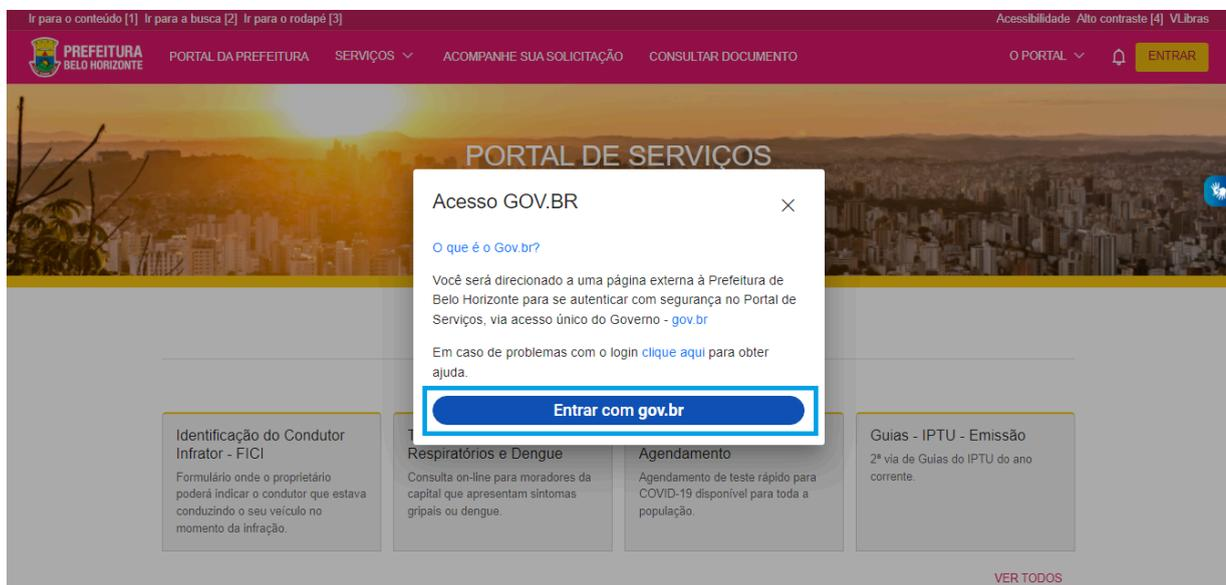 Ir para o conteúdo [1] Ir para a busca [2] Ir para o rodapé [3]
Acessibilidade Alto contraste [4] VLibras
PREFEITURA
BELO HORIZONTE
PORTAL DA PREFEITURA
SERVIÇOS
ACOMPANHE SUA SOLICITAÇÃO
CONSULTAR DOCUMENTO
O PORTAL
ENTRAR
PORTAL DE SERVIÇOS
Acesso GOV.BR
O que é o Gov.br?
Você será direcionado a uma página externa à Prefeitura de
Belo Horizonte para se autenticar com segurança no Portal de
Serviços, via acesso único do Governo - gov.br
Em caso de problemas com o login clique aqui para obter
ajuda.
Entrar com gov.br
Identificação do Condutor
Infrator - FICI
Formulário onde o proprietário
poderá indicar o condutor que estava
conduzindo o seu veículo no
momento da infração.
Respiratórios e Dengue
Consulta on-line para moradores da
capital que apresentam sintomas
gripais ou dengue.
Agendamento
Agendamento de teste rápido para
COVID-19 disponível para toda a
população.
Guias - IPTU - Emissão
2ª via de Guias do IPTU do ano
corrente.
VER TODOS